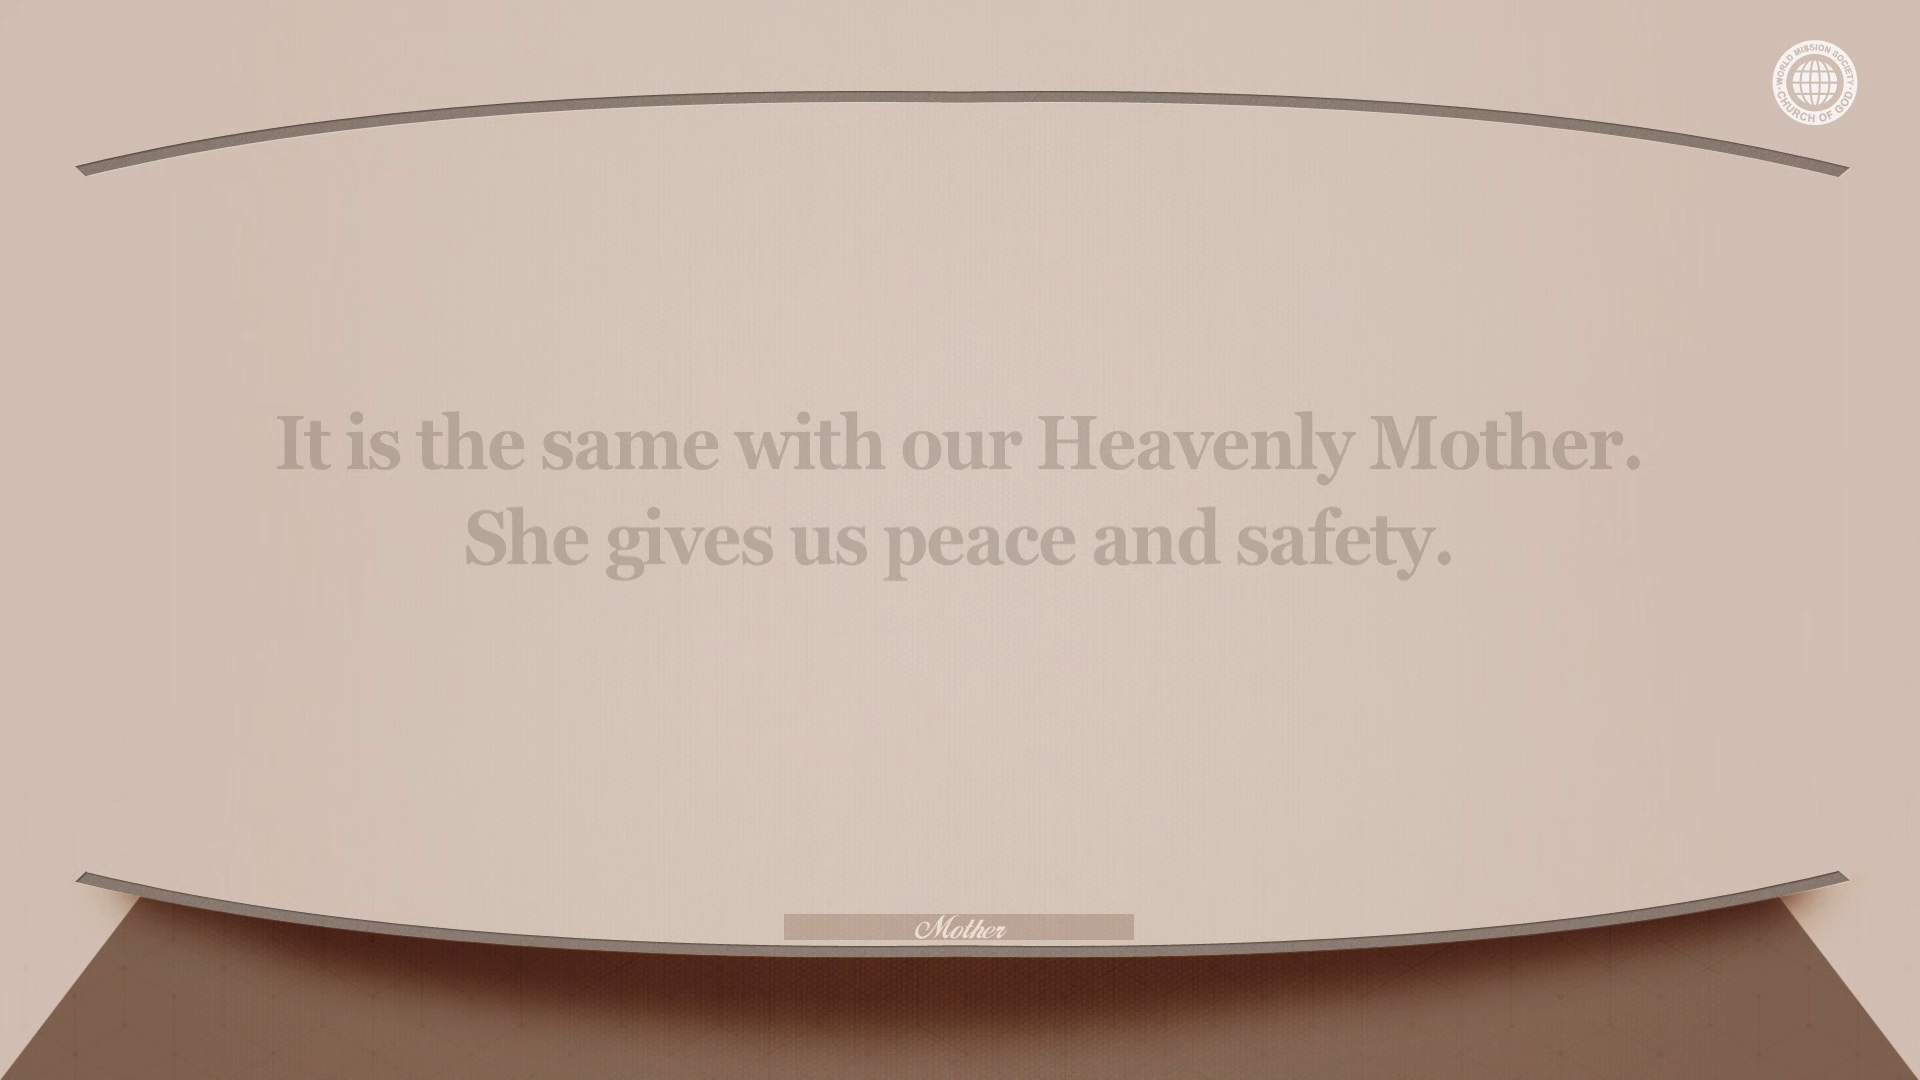 WORLD MISSION SOCIETY
CHURCH OF GOD
It is the same with our Heavenly Mother.
She gives us peace and safety.
Mother